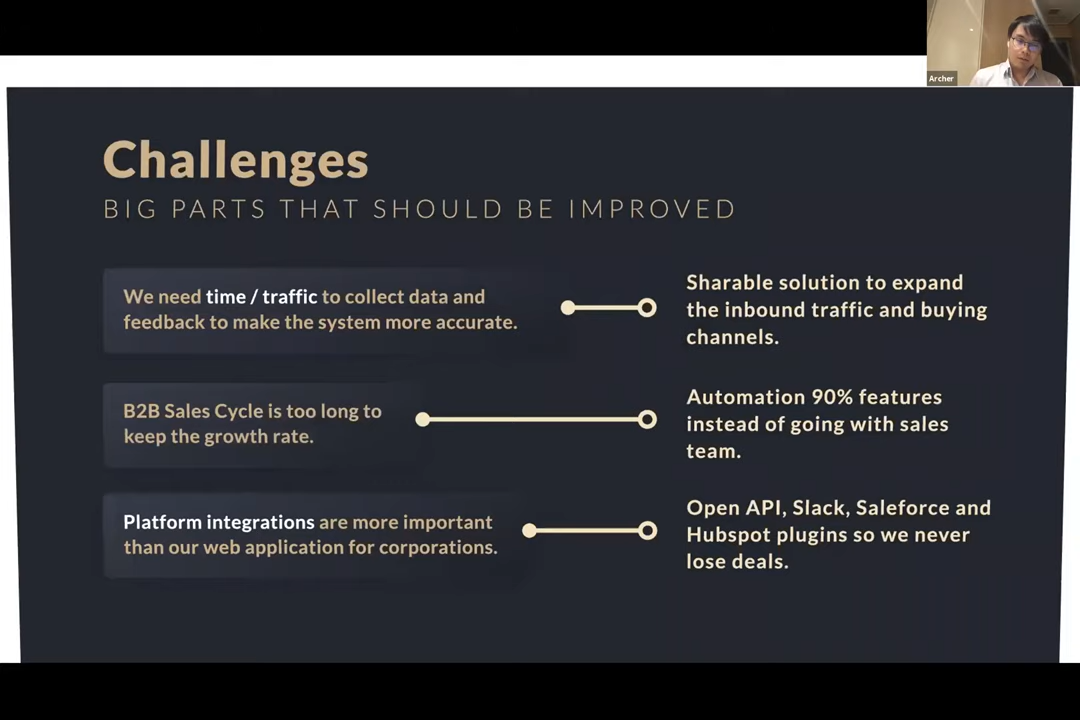 Archer
Challenges
BIG PARTS THAT SHOULD BE IMPROVED
We need time / traffic to collect data and
feedback to make the system more accurate.
Sharable solution to expand
the inbound traffic and buying
channels.
B2B Sales Cycle is too long to
keep the growth rate.
Automation 90% features
instead of going with sales
team.
Platform integrations are more important
than our web application for corporations.
Open API, Slack, Saleforce and
Hubspot plugins so we never
lose deals.